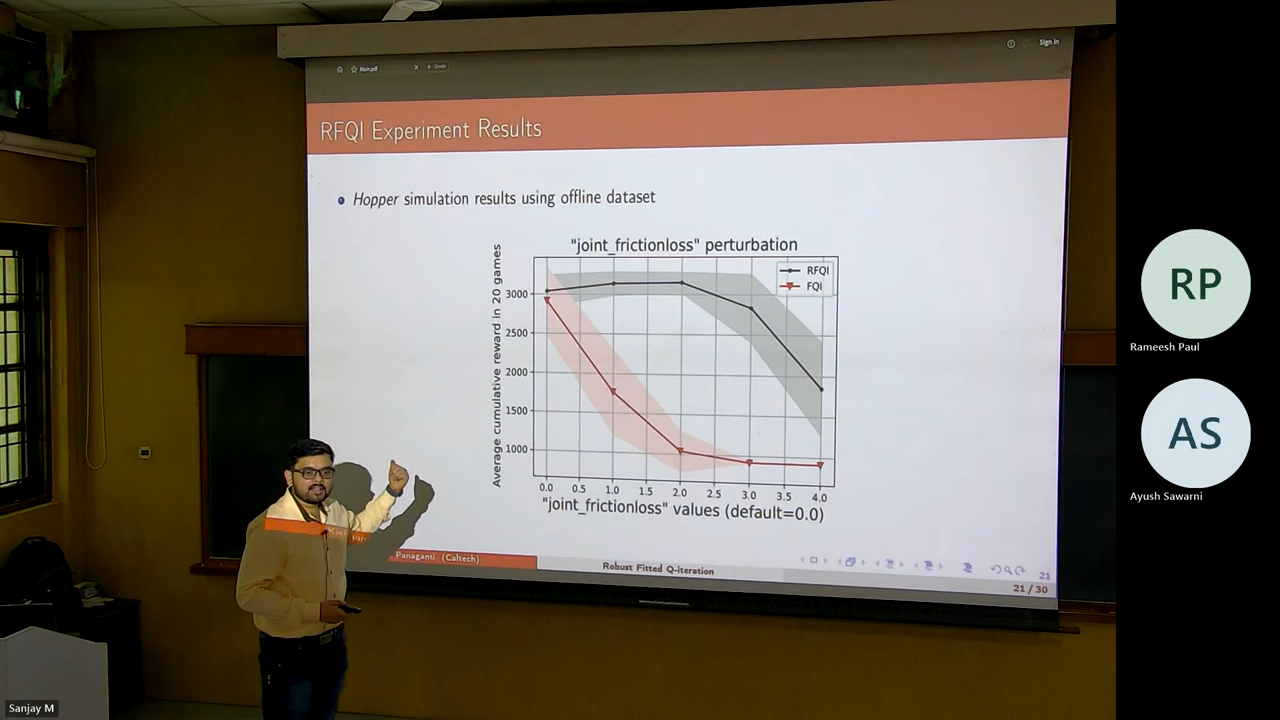 Sign in
Main.pdf
RFQI Experiment Results
Hopper simulation results using offline dataset
"joint_frictionloss" perturbation
Average cumulative reward in 20 games
RFQI
FQI
3000
2500
2000
1500
1000
0.0 0.5 1.0 1.5 2.0 2.5 3.0 3.5 4.0
"joint_frictionloss" values (default=0.0)
Panaganti (Caltech)
Robust Fitted Q-iteration
21
21 / 30
RP
Rameesh Paul
AS
Ayush Sawarni
Sanjay M